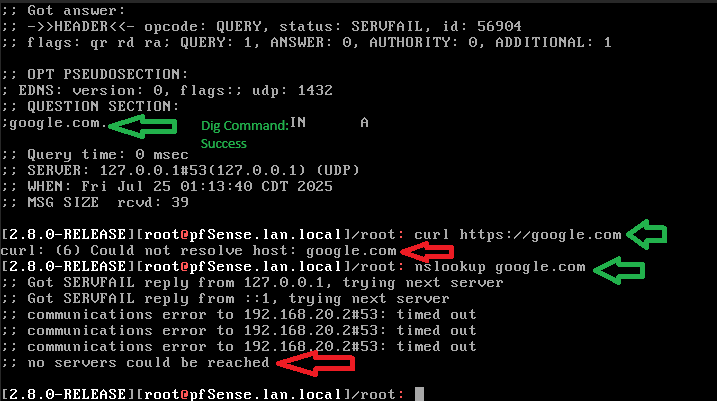 ;; Got answer:
;; ->>HEADER<<- opcode: QUERY, status: SERVFAIL, id: 56904
;; flags: qr rd ra; QUERY: 1, ANSWER: 0, AUTHORITY: 0, ADDITIONAL: 1
;; OPT PSEUDOSECTION:
; EDNS: version: 0, flags:; udp: 1432
;; QUESTION SECTION:
;google.com. IN A
Dig Command:
Success
;; Query time: 0 msec
;; SERVER: 127.0.0.1#53(127.0.0.1) (UDP)
;; WHEN: Fri Jul 25 01:13:40 CDT 2025
;; MSG SIZE  rcvd: 39
[2.8.0-RELEASE][root@pfSense.lan.local]/root: curl https://google.com
curl: (6) Could not resolve host: google.com
[2.8.0-RELEASE][root@pfSense.lan.local]/root: nslookup google.com
;; Got SERVFAIL reply from 127.0.0.1, trying next server
;; Got SERVFAIL reply from ::1, trying next server
;; communications error to 192.168.20.2#53: timed out
;; communications error to 192.168.20.2#53: timed out
;; communications error to 192.168.20.2#53: timed out
;; no servers could be reached
[2.8.0-RELEASE][root@pfSense.lan.local]/root: